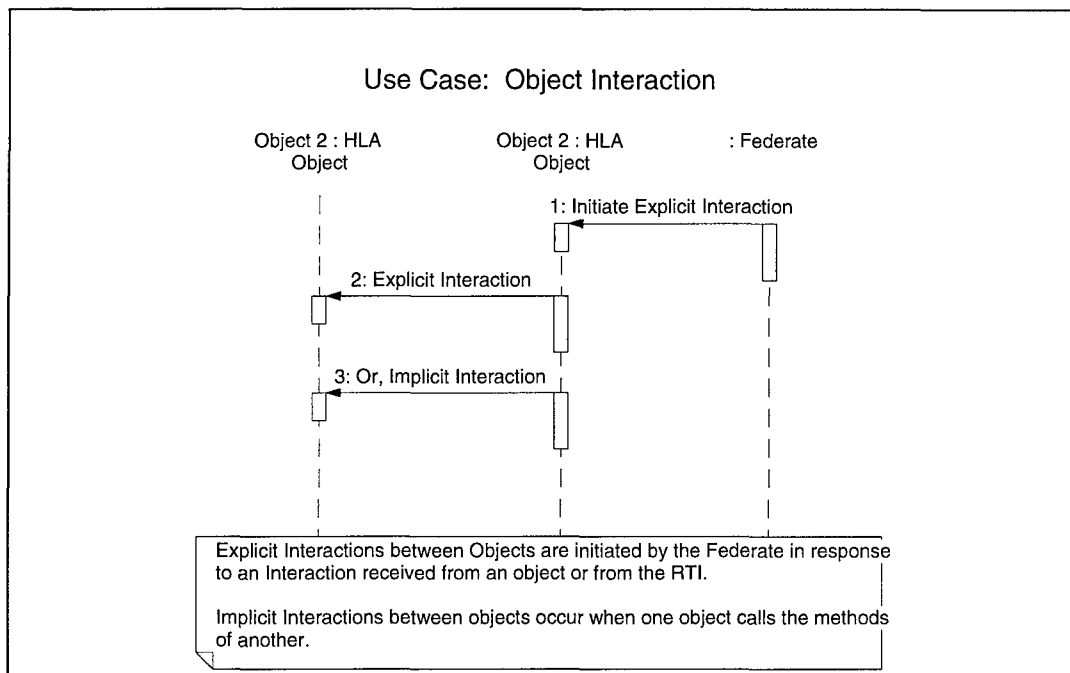 Use Case: Object Interaction
Object 2 : HLA
Object
Object 2 : HLA
Object
: Federate
1: Initiate Explicit Interaction
2: Explicit Interaction
3: Or, Implicit Interaction
Explicit Interactions between Objects are initiated by the Federate in response
to an Interaction received from an object or from the RTI.
Implicit Interactions between objects occur when one object calls the methods
of another.